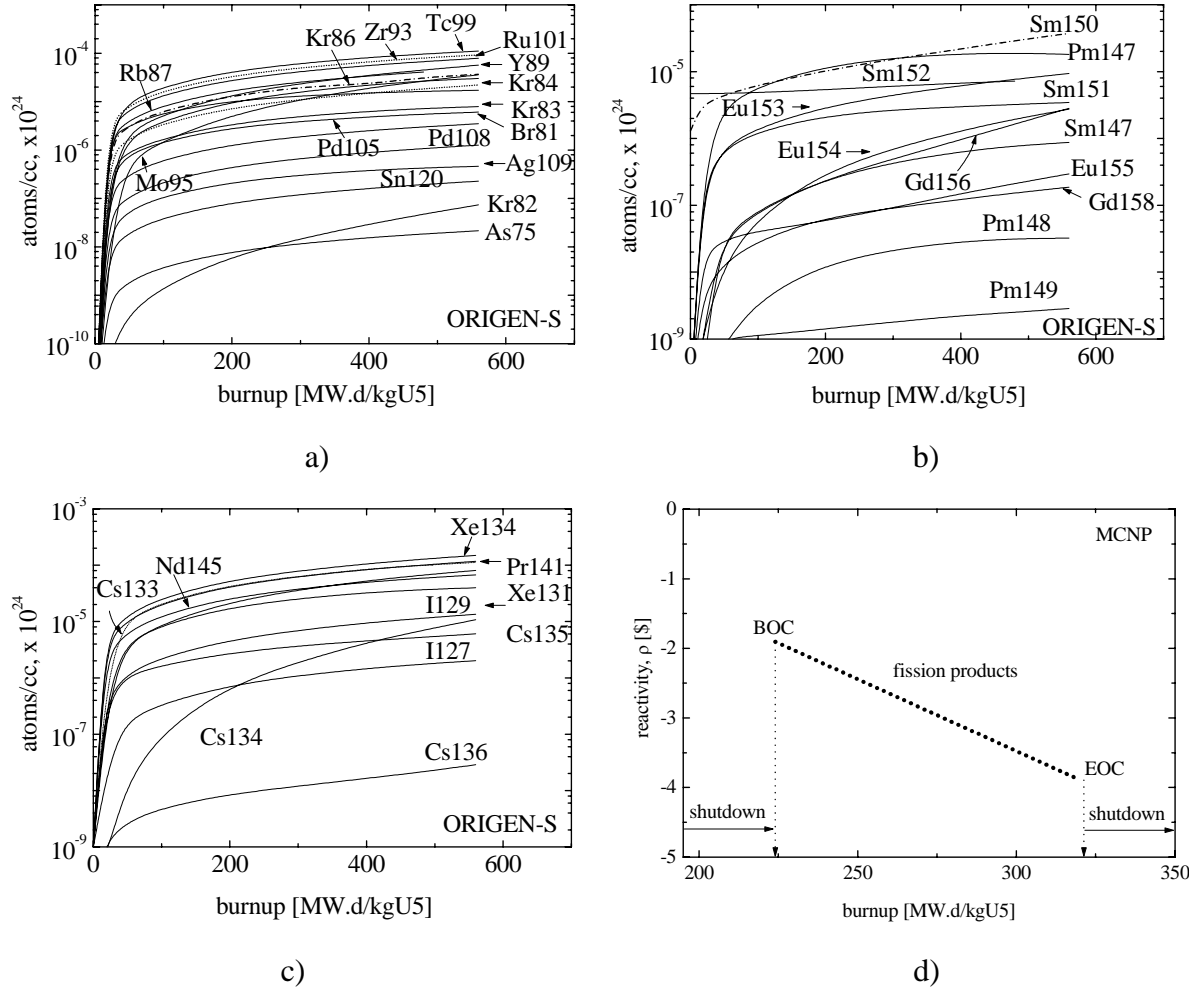 10^-4
10^-6
10^-8
10^-10
atoms/cc, x10^24
Tc99
Zr93
Kr86
Ru101
Y89
Rb87
Kr84
Kr83
Br81
Pd108
Pd105
Mo95
Ag109
Sn120
Kr82
As75
ORIGEN-S
0 200 400 600
burnup [MW.d/kgU5]
a)
10^-5
10^-7
10^-9
atoms/cc, x 10^24
Sm150
Pm147
Sm152
Sm151
Eu153
Sm147
Eu154
Eu155
Gd156
Gd158
Pm148
Pm149
ORIGEN-S
0 200 400 600
burnup [MW.d/kgU5]
b)
10^-3
10^-5
10^-7
10^-9
atoms/cc, x 10^24
Xe134
Nd145
Pr141
Cs133
Xe131
I129
Cs135
I127
Cs134
Cs136
ORIGEN-S
0 200 400 600
burnup [MW.d/kgU5]
c)
0
-1
-2
-3
-4
-5
reactivity, ρ [$]
MCNP
BOC
fission products
EOC
shutdown
shutdown
200 250 300 350
burnup [MW.d/kgU5]
d)